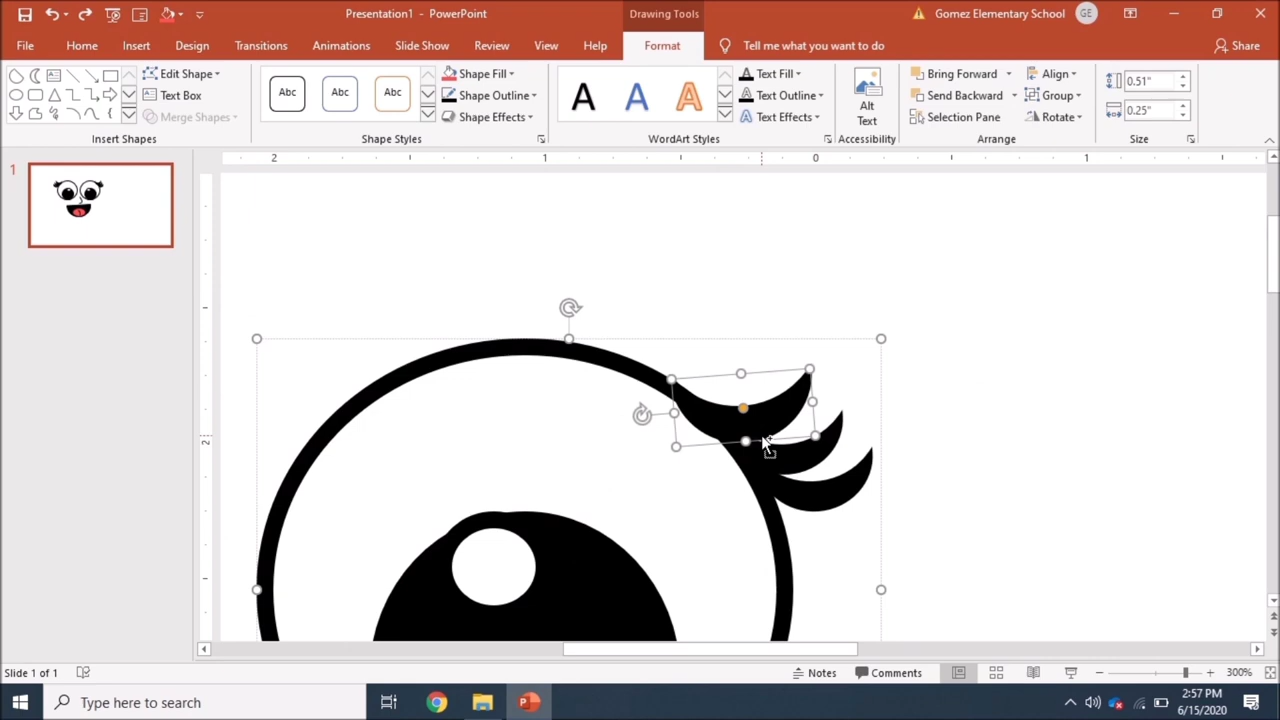 Presentation1 - PowerPoint
Drawing Tools
Gomez Elementary School
GE
File
Home
Insert
Design
Transitions
Animations
Slide Show
Review
View
Help
Format
Tell me what you want to do
Share
Edit Shape
Text Box
Merge Shapes
Insert Shapes
Abc
Abc
Abc
Shape Fill
Shape Outline
Shape Effects
Shape Styles
A
A
A
Text Fill
Text Outline
Text Effects
WordArt Styles
Alt
Text
Accessibility
Bring Forward
Send Backward
Selection Pane
Align
Group
Rotate
Arrange
0.51"
0.25"
Size
2
1
0
1
1
2
Slide 1 of 1
Notes
Comments
300%
Type here to search
2:57 PM
6/15/2020